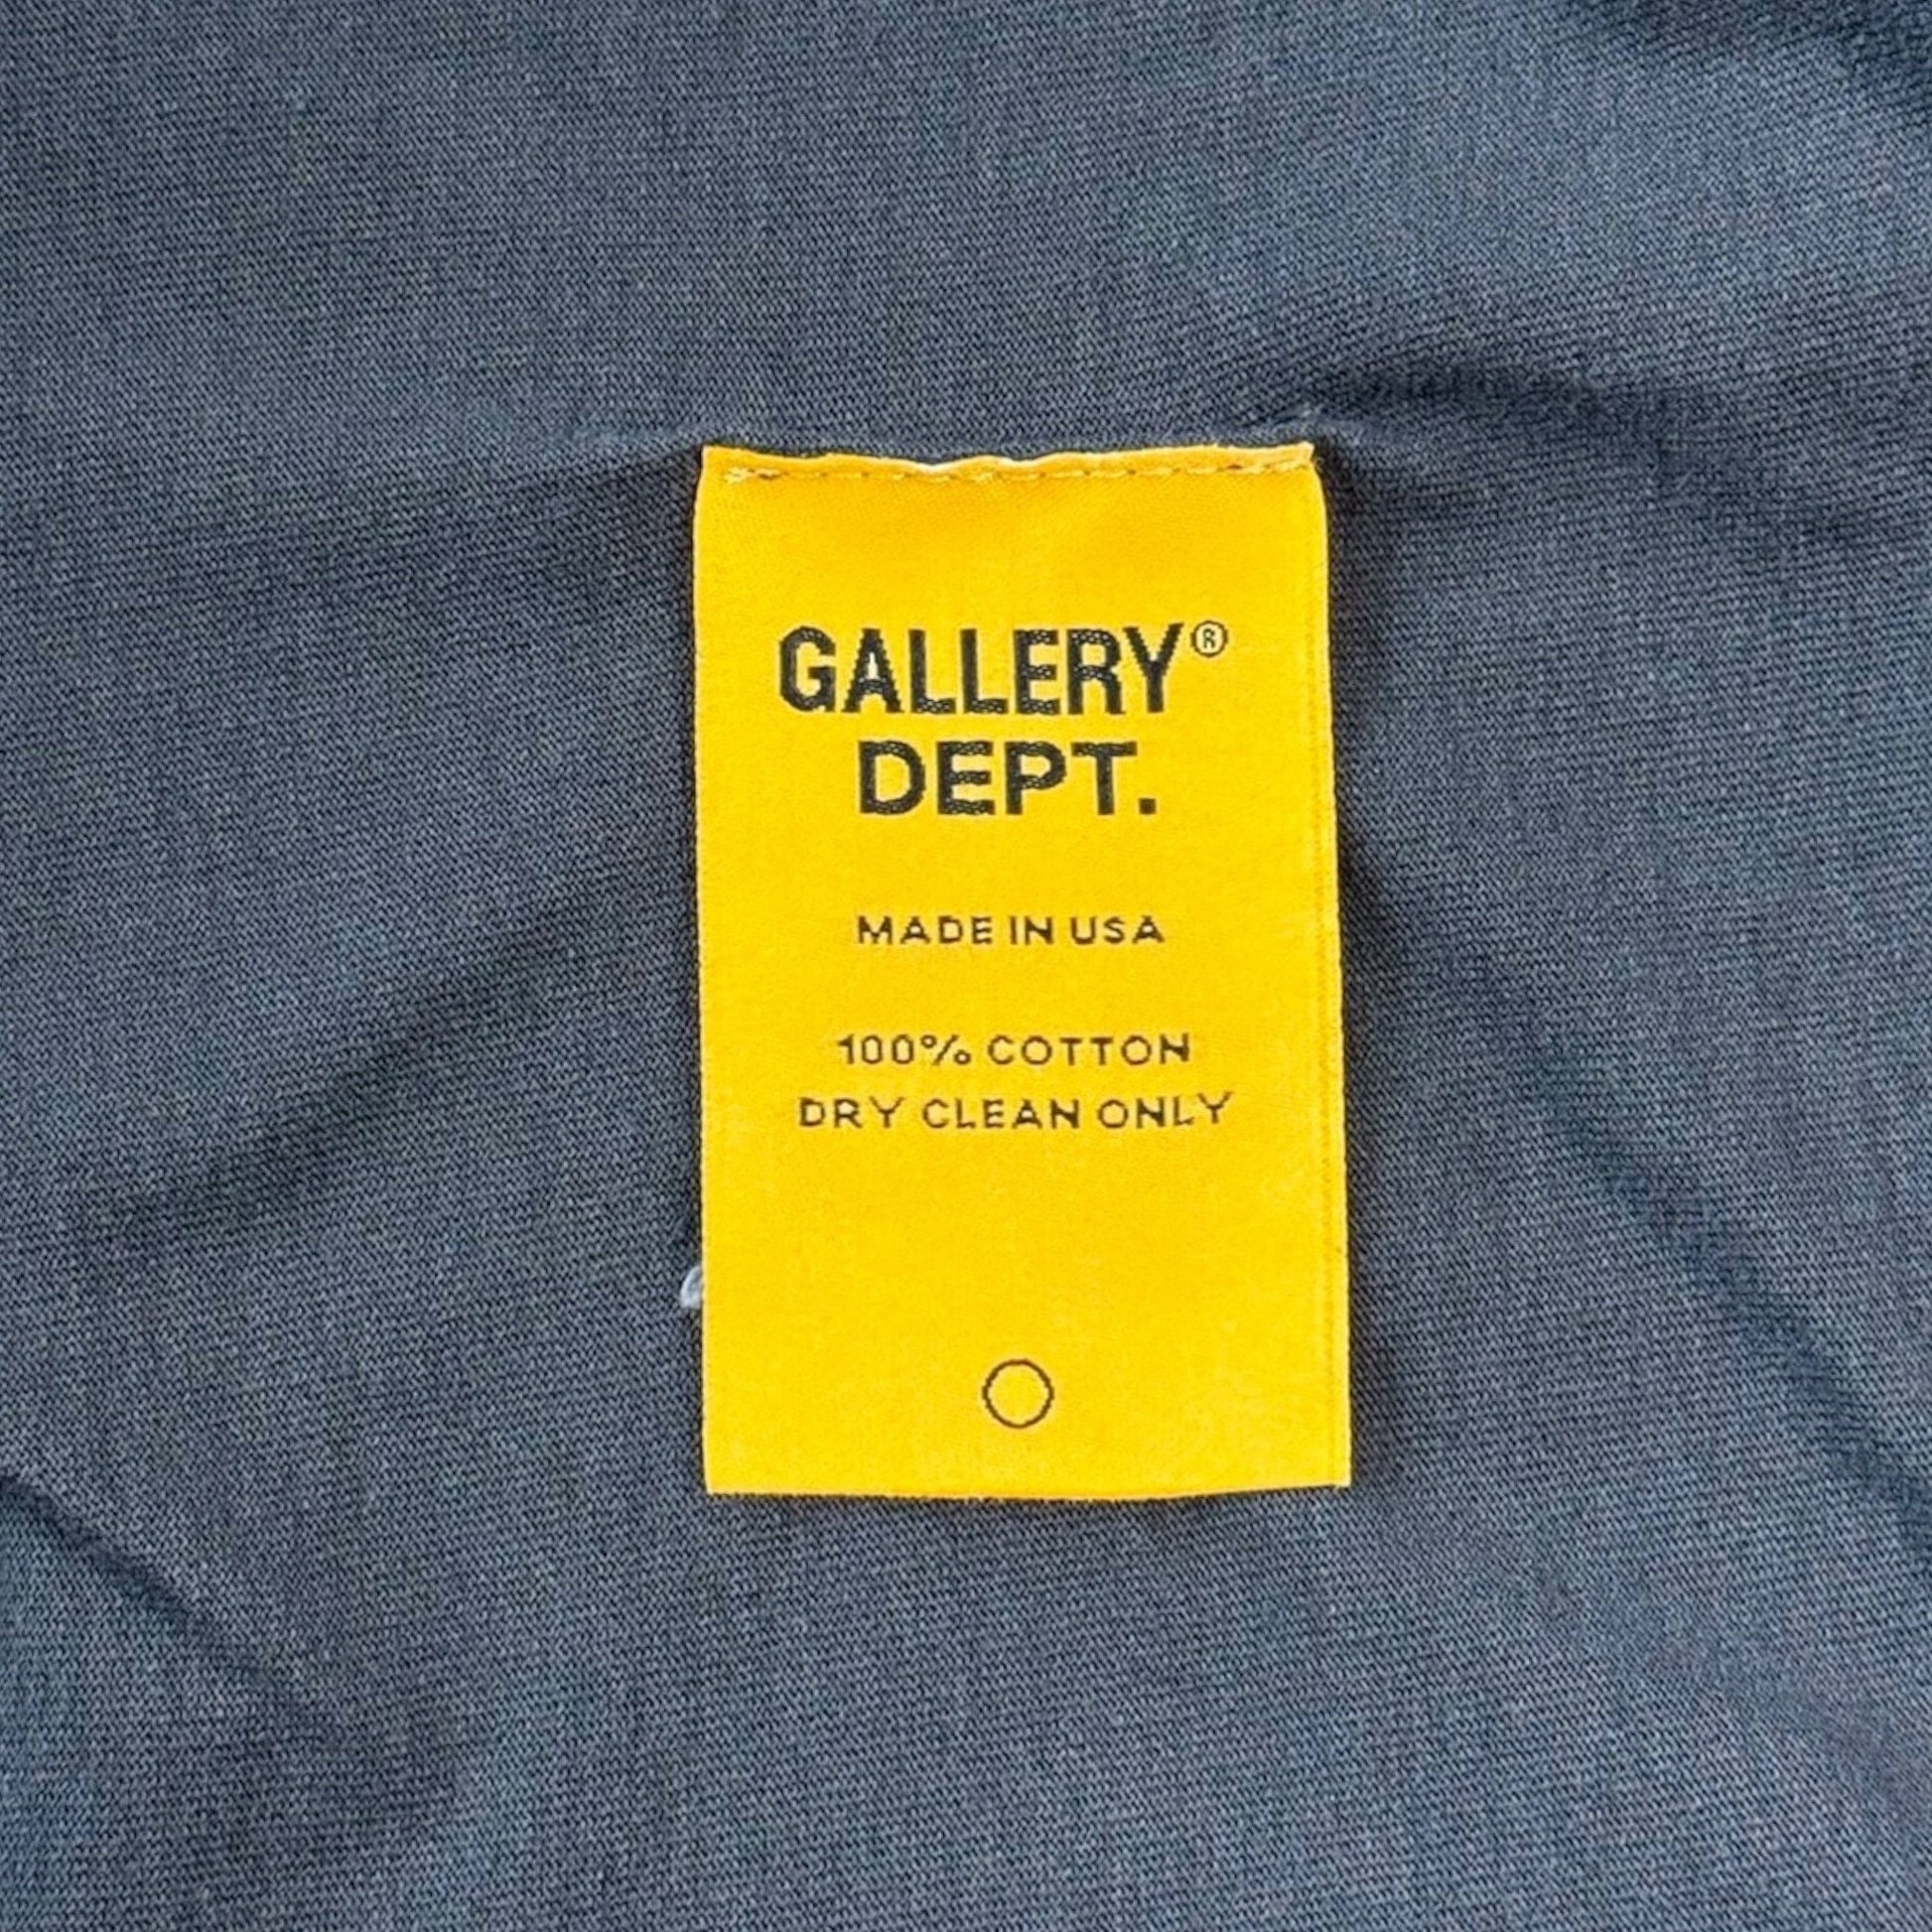 GALLERY®
DEPT.
MADE IN USA
100% COTTON
DRY CLEAN ONLY